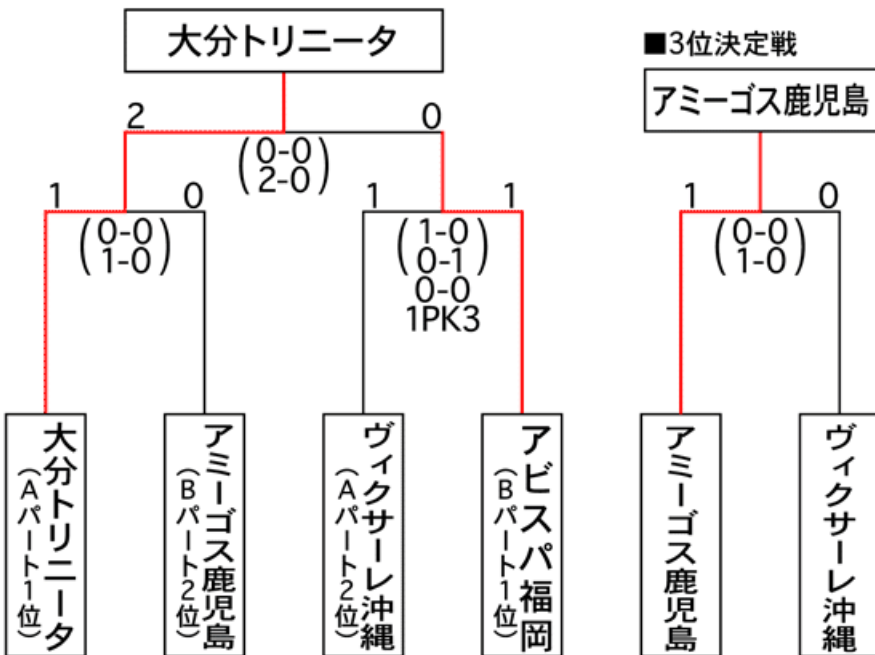 大分トリニータ
■3位決定戦
アミーゴス鹿児島
2 0
(0-0
2-0)
1 0
(0-0
1-0)
1 1
(1-0
0-1)
0-0
1PK3
1 0
(0-0
1-0)
大分トリニータ
(Aパート1位)
アミーゴス鹿児島
(Bパート2位)
ヴィクサーレ沖縄
(Aパート2位)
アビスパ福岡
(Bパート1位)
アミーゴス鹿児島
ヴィクサーレ沖縄